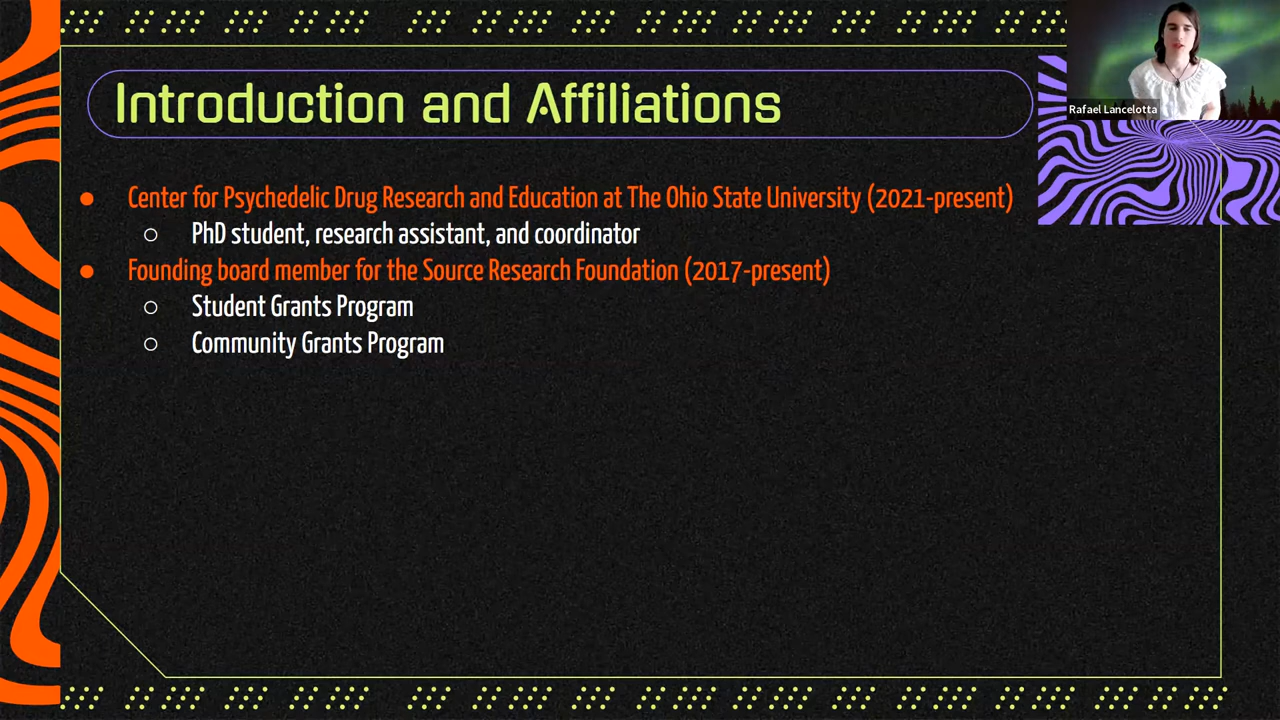 Introduction and Affiliations
Rafael Lancelotta
● Center for Psychedelic Drug Research and Education at The Ohio State University (2021-present)
○ PhD student, research assistant, and coordinator
● Founding board member for the Source Research Foundation (2017-present)
○ Student Grants Program
○ Community Grants Program